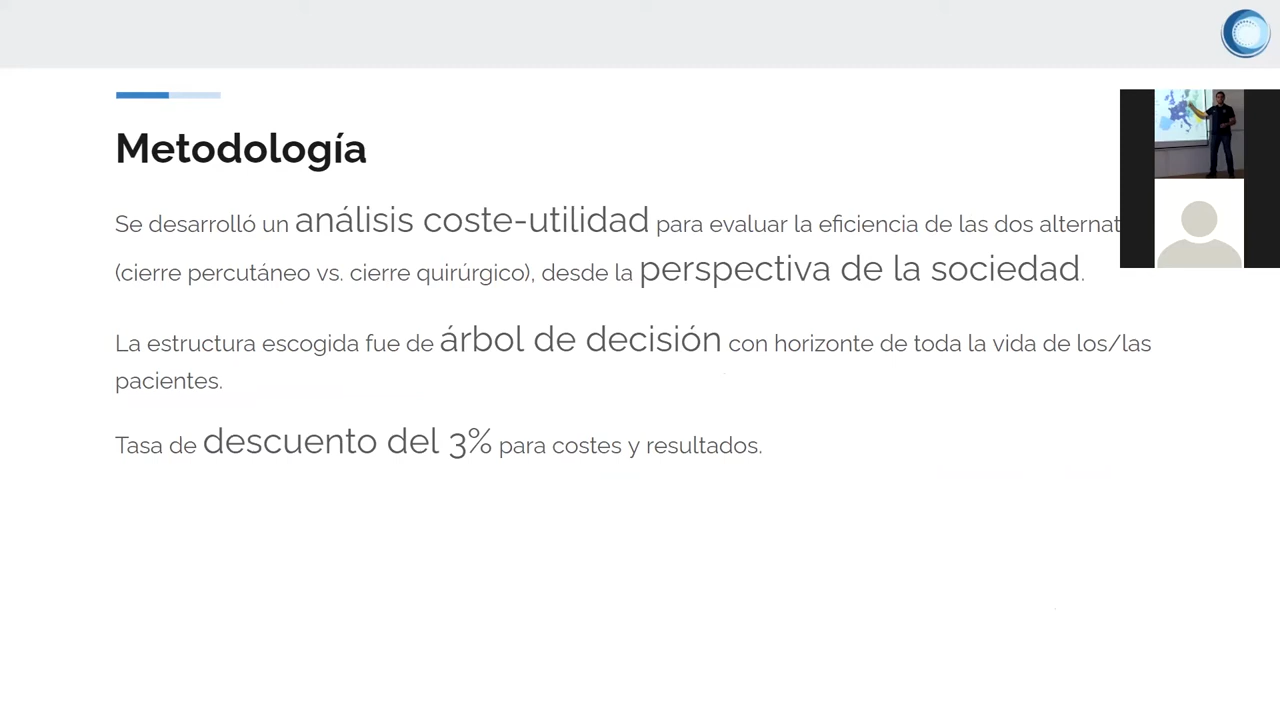 Metodología
Se desarrolló un análisis coste-utilidad para evaluar la eficiencia de las dos
(cierre percutáneo vs. cierre quirúrgico), desde la perspectiva de la sociedad.
La estructura escogida fue de árbol de decisión con horizonte de toda la vida de los/las
pacientes.
Tasa de descuento del 3% para costes y resultados.